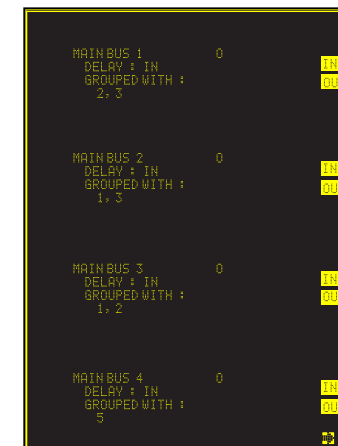 MAIN BUS 1 0
DELAY : IN
IN
GROUPED WITH :
OU
2, 3
MAIN BUS 2 0
DELAY : IN
IN
GROUPED WITH :
OU
1, 3
MAIN BUS 3 0
DELAY : IN
IN
GROUPED WITH :
OU
1, 2
MAIN BUS 4 0
DELAY : IN
IN
GROUPED WITH :
OU
5